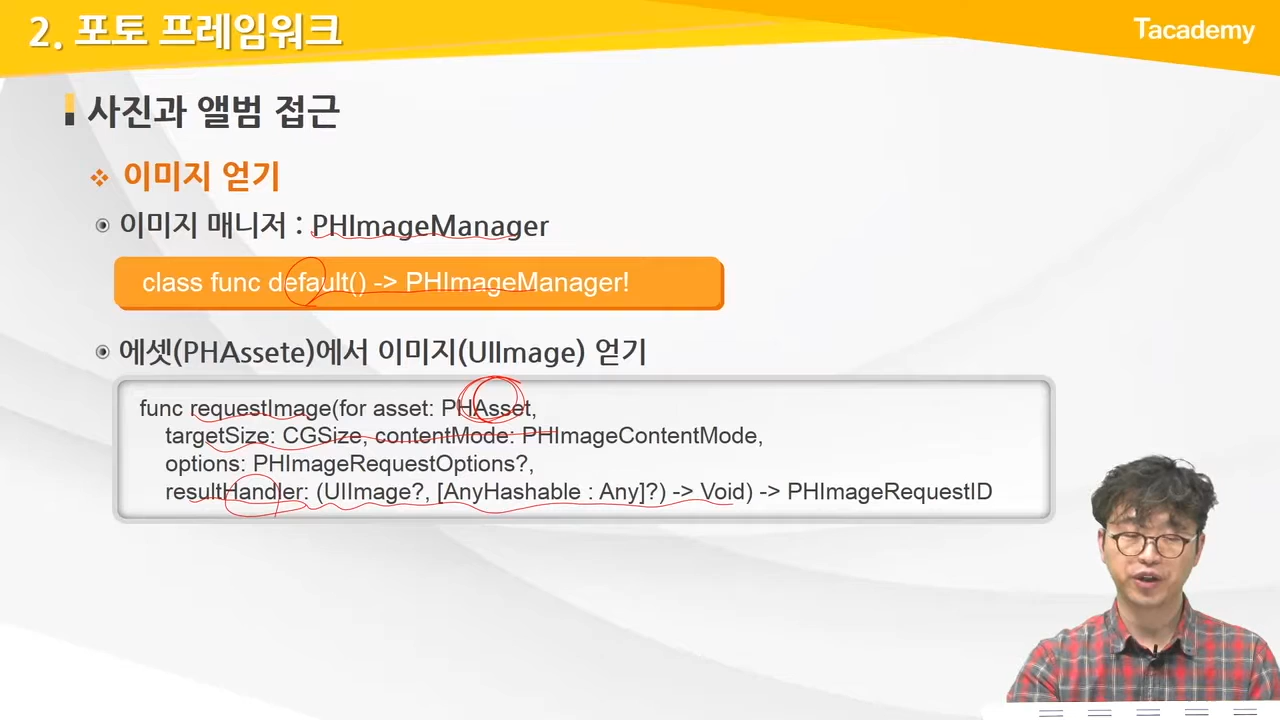 2. 포토 프레임워크
Tacademy
사진과 앨범 접근
이미지 얻기
이미지 매니저 : PHImageManager
class func default() -> PHImageManager!
에셋(PHAssete)에서 이미지(UIImage) 얻기
func requestImage(for asset: PHAsset,
targetSize: CGSize, contentMode: PHImageContentMode,
options: PHImageRequestOptions?,
resultHandler: (UIImage?, [AnyHashable : Any]?) -> Void) -> PHImageRequestID